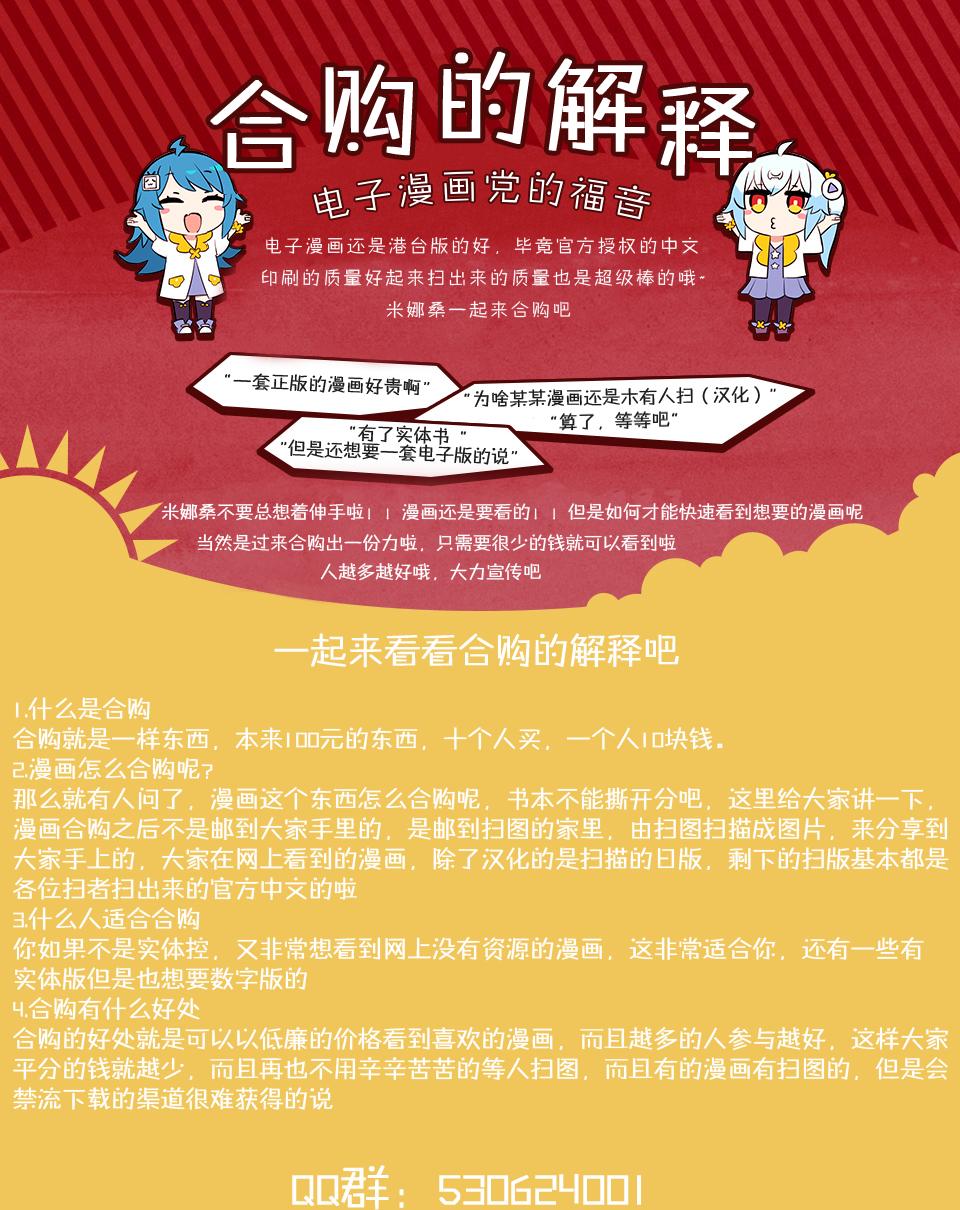 合购的解释
电子漫画党的福音
电子漫画还是港台版的好，毕竟官方授权的中文
印刷的质量好起来扫出来的质量也是超级棒的哦~
米娜桑一起来合购吧
“一套正版的漫画好贵啊”
“为啥某某漫画还是木有人扫（汉化）”
“算了，等等吧”
“有了实体书 ”
“但是还想要一套电子版的说”
米娜桑不要总想着伸手啦！！漫画还是要看的！！但是如何才能快速看到想要的漫画呢
当然是过来合购出一份力啦，只需要很少的钱就可以看到啦
人越多越好哦，大力宣传吧
一起来看看合购的解释吧
1.什么是合购
合购就是一样东西，本来100元的东西，十个人买，一个人10块钱。
2.漫画怎么合购呢？
那么就有人问了，漫画这个东西怎么合购呢，书本不能撕开分吧，这里给大家讲一下，
漫画合购之后不是邮到大家手里的，是邮到扫图的家里，由扫图扫描成图片，来分享到
大家手上的，大家在网上看到的漫画，除了汉化的是扫描的日版，剩下的扫版基本都是
各位扫者扫出来的官方中文的啦
3.什么人适合合购
你如果不是实体控，又非常想看到网上没有资源的漫画，这非常适合你，还有一些有
实体版但是也想要数字版的
4.合购有什么好处
合购的好处就是可以以低廉的价格看到喜欢的漫画，而且越多的人参与越好，这样大家
平分的钱就越少，而且再也不用辛辛苦苦的等人扫图，而且有的漫画有扫图的，但是会
禁流下载的渠道很难获得的说
QQ群：530624001